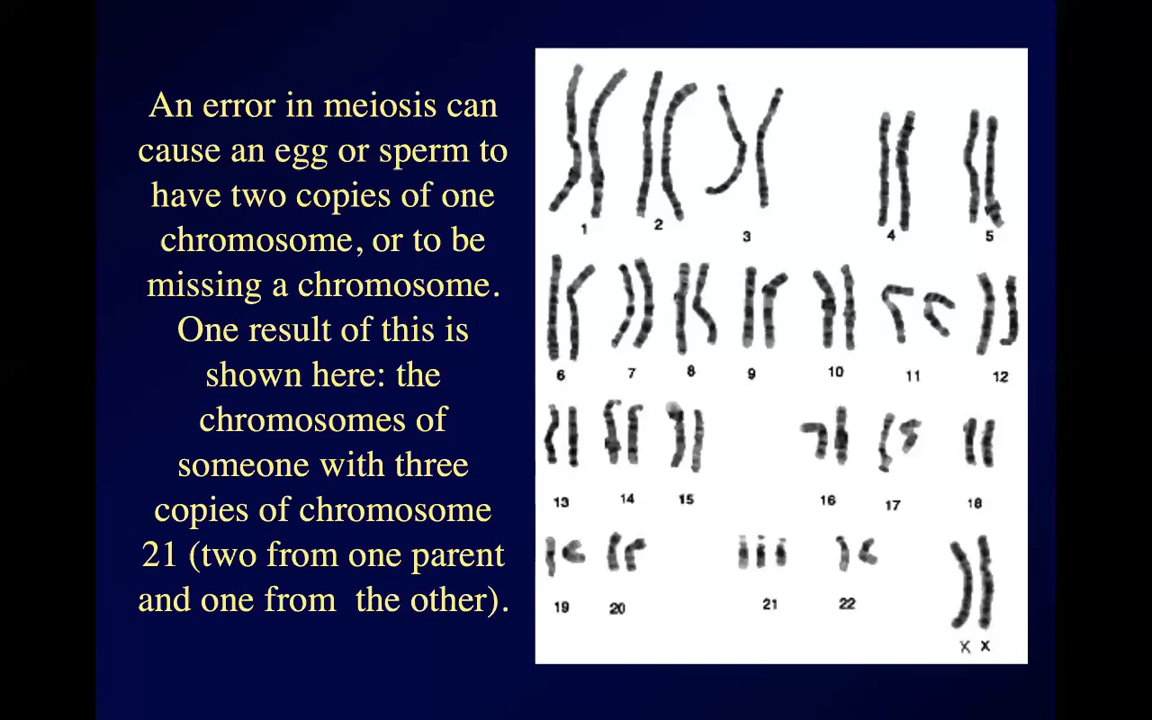 An error in meiosis can
cause an egg or sperm to
have two copies of one
chromosome, or to be
missing a chromosome.
One result of this is
shown here: the
chromosomes of
someone with three
copies of chromosome
21 (two from one parent
and one from  the other).
1 2 3 4 5
6 7 8 9 10 11 12
13 14 15 16 17 18
19 20 21 22
X X